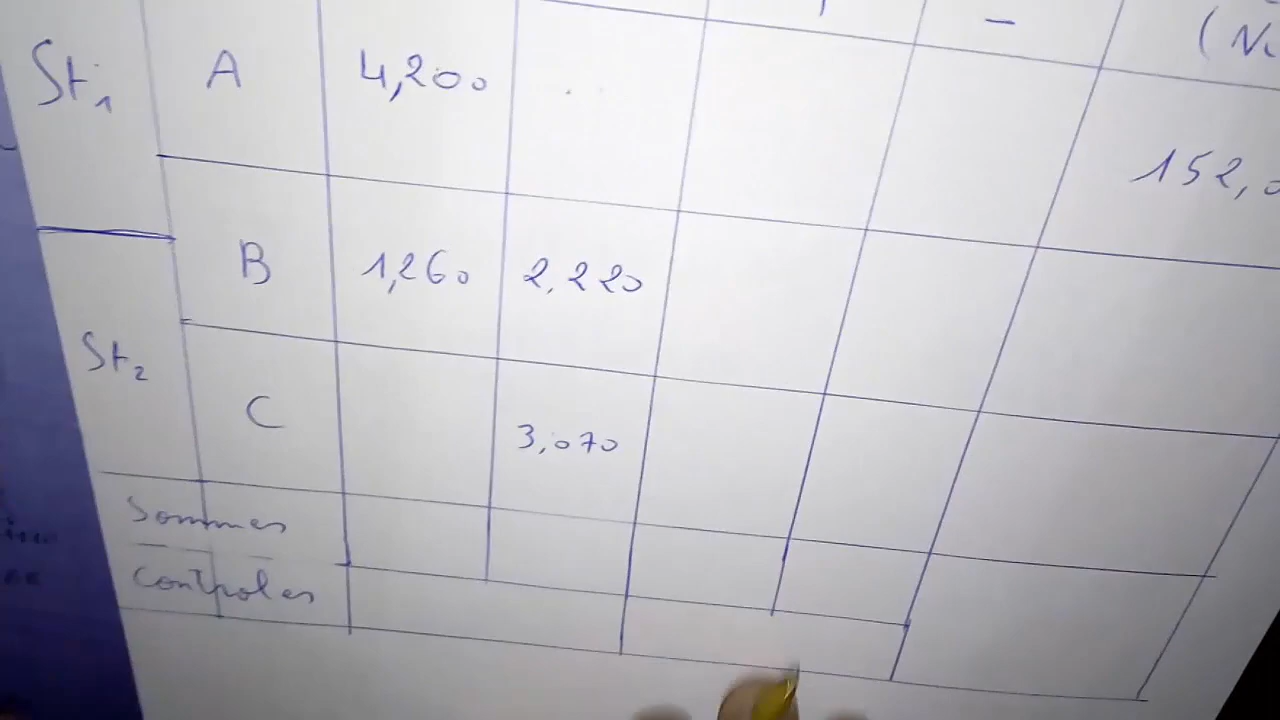 (N
St1 A 4,200
152,0
B 1,260 2,220
St2
C 3,070
Sommes
Contrôles